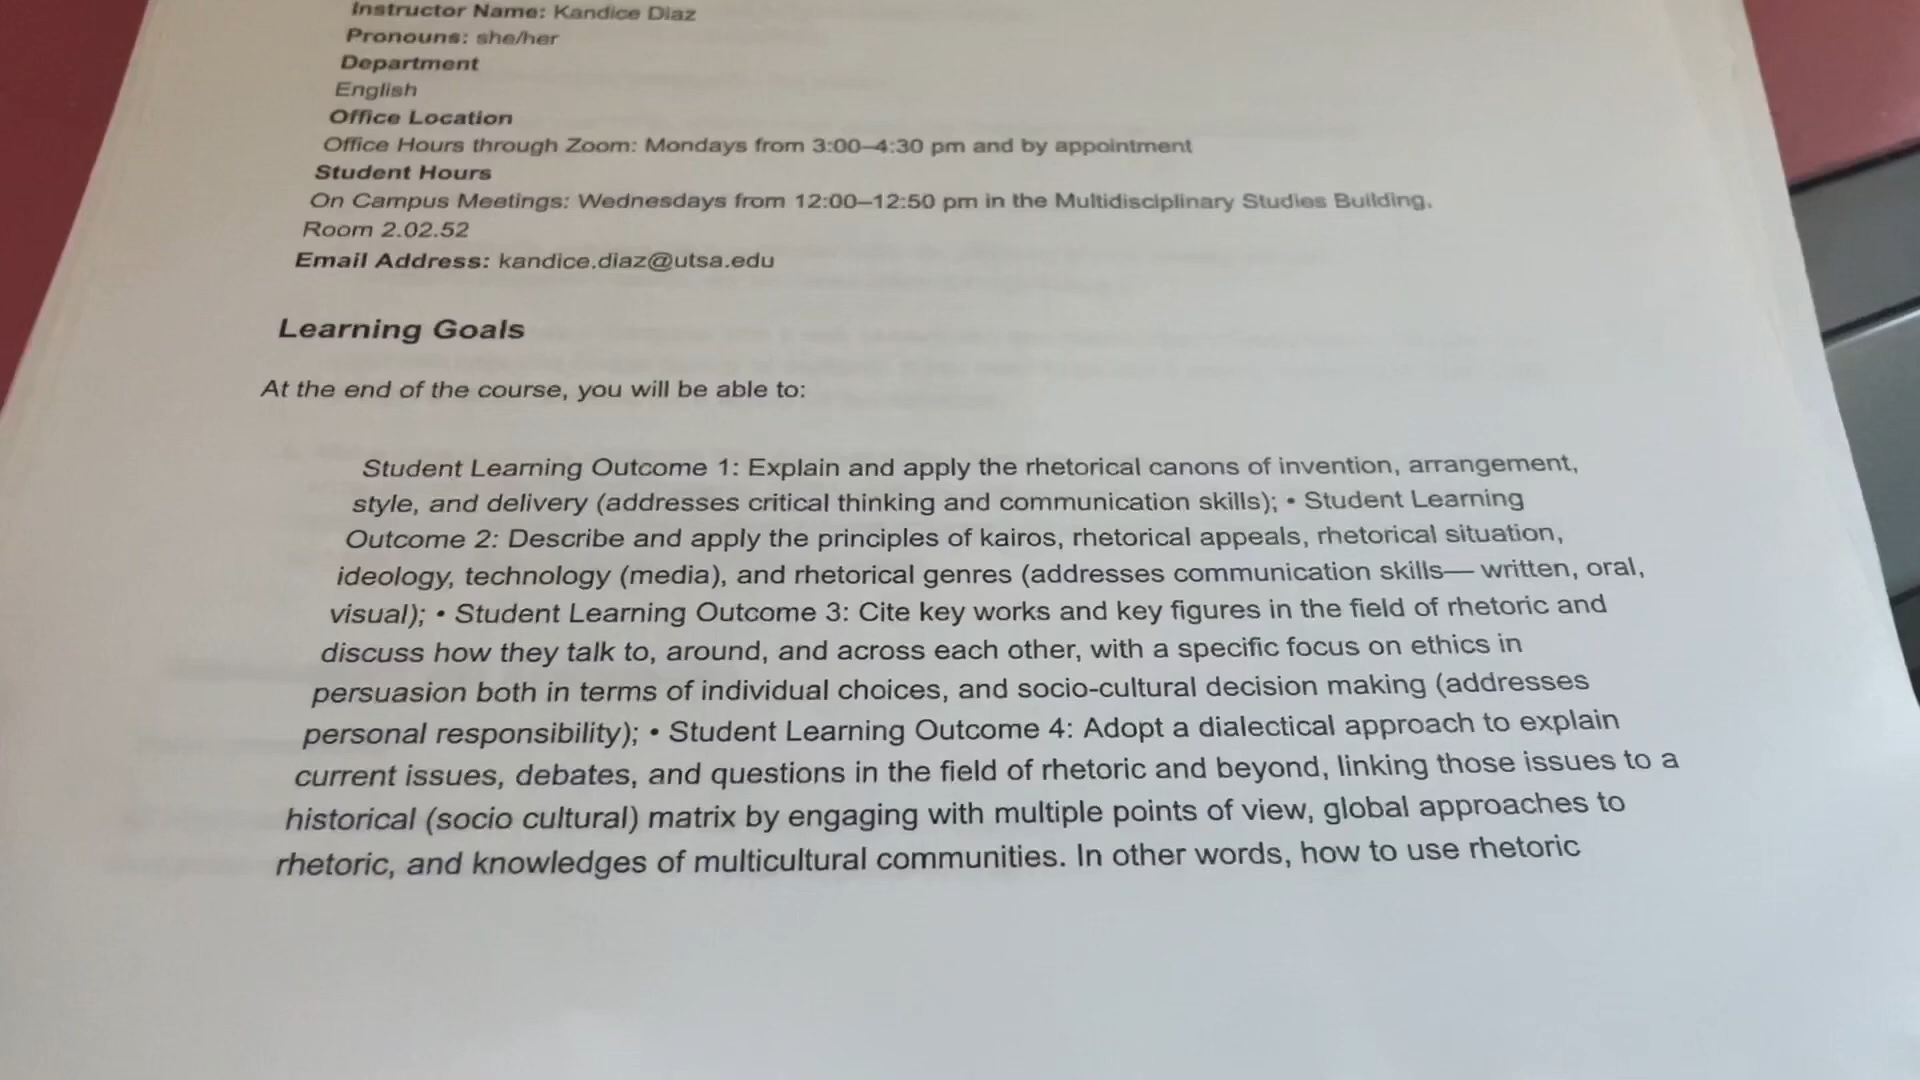 Instructor Name: Kandice Diaz
Pronouns: she/her
Department
English
Office Location
Office Hours through Zoom: Mondays from 3:00–4:30 pm and by appointment
Student Hours
On Campus Meetings: Wednesdays from 12:00–12:50 pm in the Multidisciplinary Studies Building,
Room 2.02.52
Email Address: kandice.diaz@utsa.edu
Learning Goals
At the end of the course, you will be able to:
Student Learning Outcome 1: Explain and apply the rhetorical canons of invention, arrangement,
style, and delivery (addresses critical thinking and communication skills); • Student Learning
Outcome 2: Describe and apply the principles of kairos, rhetorical appeals, rhetorical situation,
ideology, technology (media), and rhetorical genres (addresses communication skills— written, oral,
visual); • Student Learning Outcome 3: Cite key works and key figures in the field of rhetoric and
discuss how they talk to, around, and across each other, with a specific focus on ethics in
persuasion both in terms of individual choices, and socio-cultural decision making (addresses
personal responsibility); • Student Learning Outcome 4: Adopt a dialectical approach to explain
current issues, debates, and questions in the field of rhetoric and beyond, linking those issues to a
historical (socio cultural) matrix by engaging with multiple points of view, global approaches to
rhetoric, and knowledges of multicultural communities. In other words, how to use rhetoric